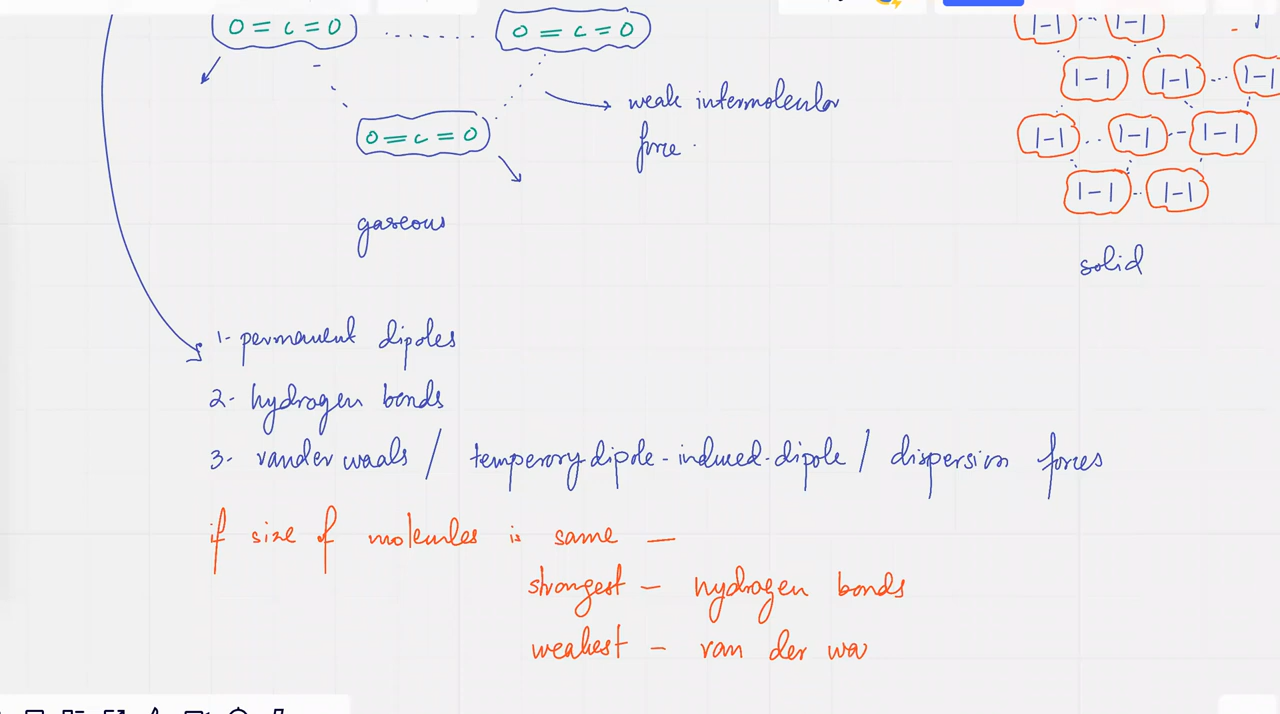 O = C = O O = C = O
I-I I-I
I-I I-I I-I
weak intermolecular
force.
O = C = O
I-I I-I I-I
I-I I-I
gaseous
solid
1- permanent dipoles
2- hydrogen bonds
3- vander waals / temperory dipole - induced - dipole / dispersion forces
if size of molecules is same —
strongest – hydrogen bonds
weakest – van der wa